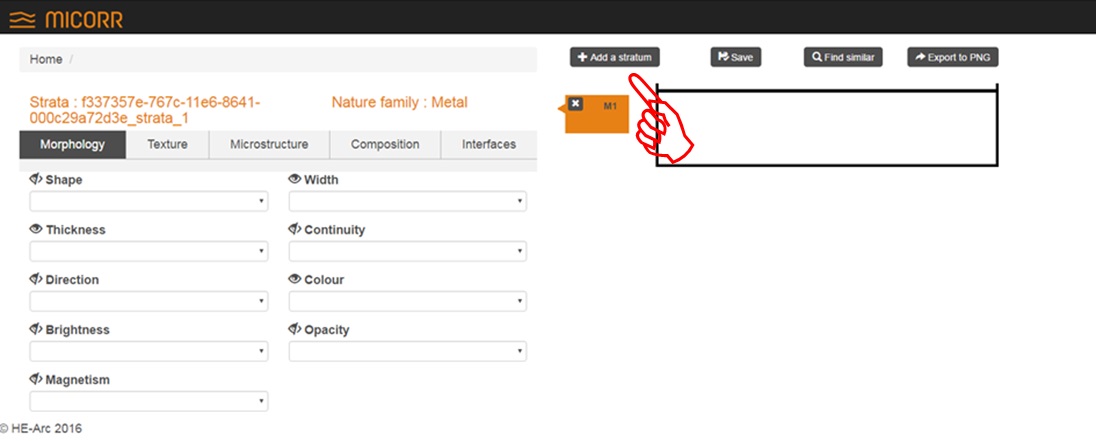 MICORR
Home /
Add a stratum
Save
Find similar
Export to PNG
Strata : f337357e-767c-11e6-8641-
000c29a72d3e_strata_1
Nature family : Metal
M1
Morphology
Texture
Microstructure
Composition
Interfaces
Shape
Width
Thickness
Continuity
Direction
Colour
Brightness
Opacity
Magnetism
© HE-Arc 2016